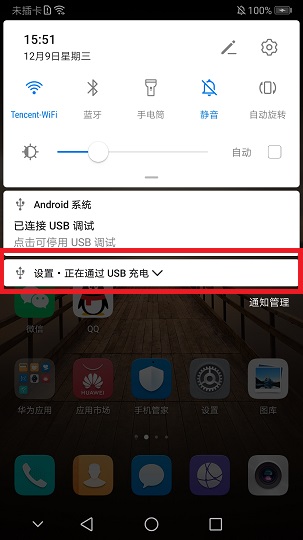 未插卡
100%
15:51
12月9日星期三
Tencent-WiFi
蓝牙
手电筒
静音
自动旋转
自动
Android 系统
已连接 USB 调试
点击可停用 USB 调试
设置 · 正在通过 USB 充电
通知管理
微信
QQ
HUAWEI
华为应用
应用市场
手机管家
设置
图库